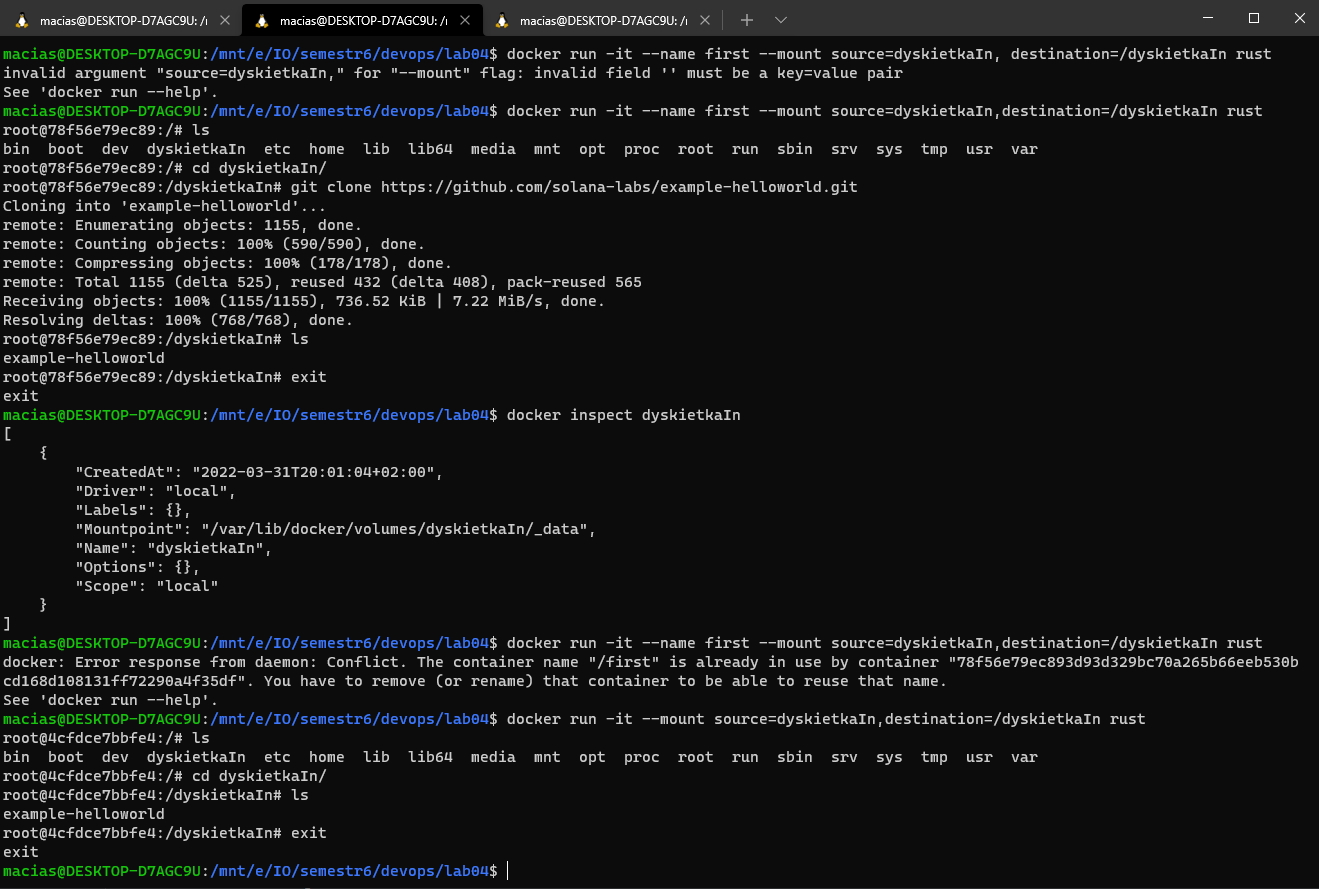 macias@DESKTOP-D7AGC9U: /r
macias@DESKTOP-D7AGC9U: /r
macias@DESKTOP-D7AGC9U: /r
macias@DESKTOP-D7AGC9U:/mnt/e/IO/semestr6/devops/lab04$ docker run -it --name first --mount source=dyskietkaIn, destination=/dyskietkaIn rust
invalid argument "source=dyskietkaIn," for "--mount" flag: invalid field '' must be a key=value pair
See 'docker run --help'.
macias@DESKTOP-D7AGC9U:/mnt/e/IO/semestr6/devops/lab04$ docker run -it --name first --mount source=dyskietkaIn,destination=/dyskietkaIn rust
root@78f56e79ec89:/# ls
bin  boot  dev  dyskietkaIn  etc  home  lib  lib64  media  mnt  opt  proc  root  run  sbin  srv  sys  tmp  usr  var
root@78f56e79ec89:/# cd dyskietkaIn/
root@78f56e79ec89:/dyskietkaIn# git clone https://github.com/solana-labs/example-helloworld.git
Cloning into 'example-helloworld'...
remote: Enumerating objects: 1155, done.
remote: Counting objects: 100% (590/590), done.
remote: Compressing objects: 100% (178/178), done.
remote: Total 1155 (delta 525), reused 432 (delta 408), pack-reused 565
Receiving objects: 100% (1155/1155), 736.52 KiB | 7.22 MiB/s, done.
Resolving deltas: 100% (768/768), done.
root@78f56e79ec89:/dyskietkaIn# ls
example-helloworld
root@78f56e79ec89:/dyskietkaIn# exit
exit
macias@DESKTOP-D7AGC9U:/mnt/e/IO/semestr6/devops/lab04$ docker inspect dyskietkaIn
[
    {
        "CreatedAt": "2022-03-31T20:01:04+02:00",
        "Driver": "local",
        "Labels": {},
        "Mountpoint": "/var/lib/docker/volumes/dyskietkaIn/_data",
        "Name": "dyskietkaIn",
        "Options": {},
        "Scope": "local"
    }
]
macias@DESKTOP-D7AGC9U:/mnt/e/IO/semestr6/devops/lab04$ docker run -it --name first --mount source=dyskietkaIn,destination=/dyskietkaIn rust
docker: Error response from daemon: Conflict. The container name "/first" is already in use by container "78f56e79ec893d93d329bc70a265b66eeb530b
cd168d108131ff72290a4f35df". You have to remove (or rename) that container to be able to reuse that name.
See 'docker run --help'.
macias@DESKTOP-D7AGC9U:/mnt/e/IO/semestr6/devops/lab04$ docker run -it --mount source=dyskietkaIn,destination=/dyskietkaIn rust
root@4cfdce7bbfe4:/# ls
bin  boot  dev  dyskietkaIn  etc  home  lib  lib64  media  mnt  opt  proc  root  run  sbin  srv  sys  tmp  usr  var
root@4cfdce7bbfe4:/# cd dyskietkaIn/
root@4cfdce7bbfe4:/dyskietkaIn# ls
example-helloworld
root@4cfdce7bbfe4:/dyskietkaIn# exit
exit
macias@DESKTOP-D7AGC9U:/mnt/e/IO/semestr6/devops/lab04$